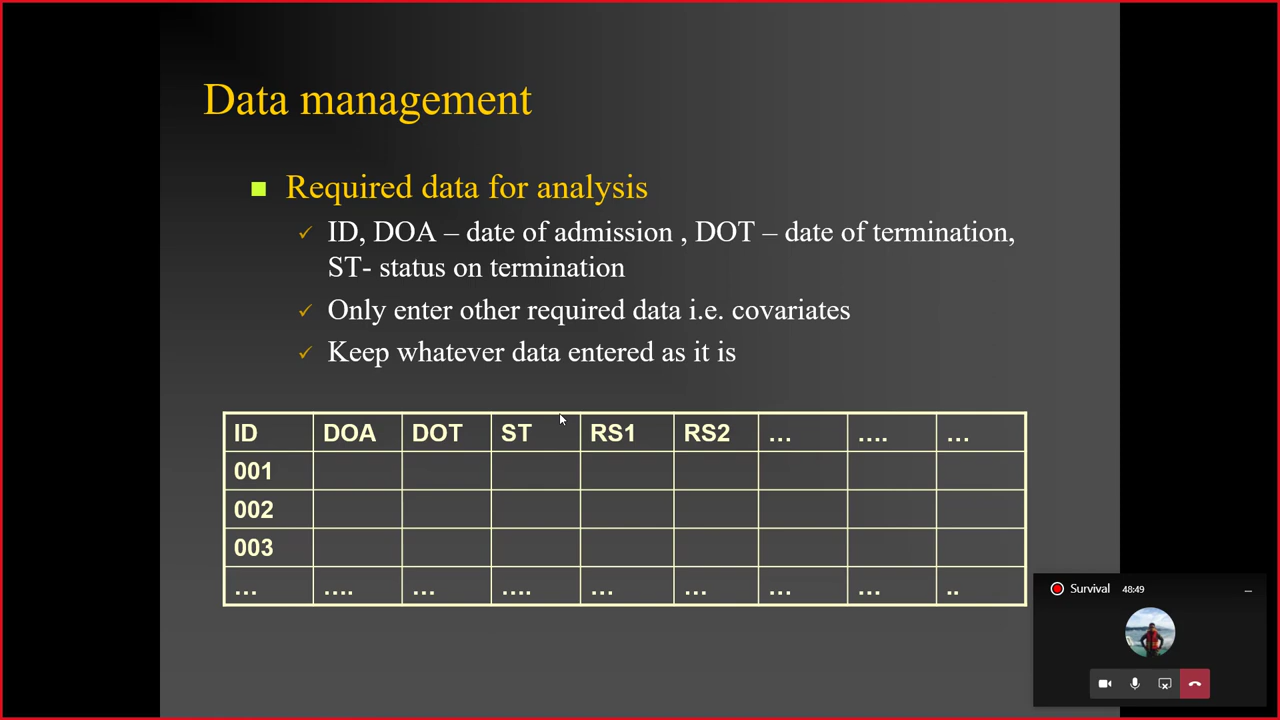 Data management
Required data for analysis
ID, DOA – date of admission , DOT – date of termination,
ST- status on termination
Only enter other required data i.e. covariates
Keep whatever data entered as it is
ID DOA DOT ST RS1 RS2 … …. …
001
002
003
… …. … …. … … … … ..
Survival 48:49